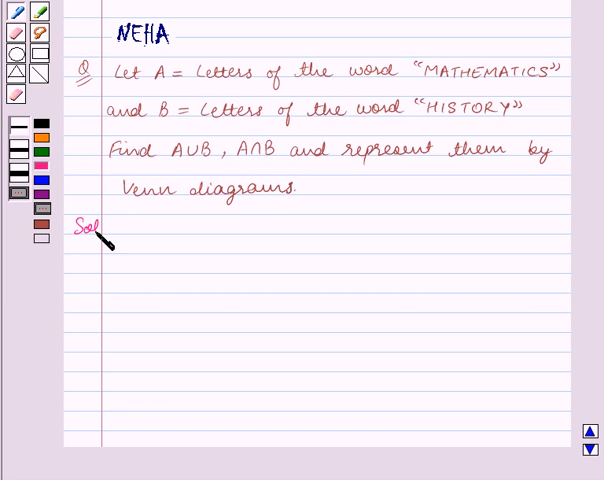 NEHA
Q Let A = Letters of the word "MATHEMATICS"
and B = Letters of the word "HISTORY"
Find A∪B, A∩B and represent them by
Venn diagrams.
Sol